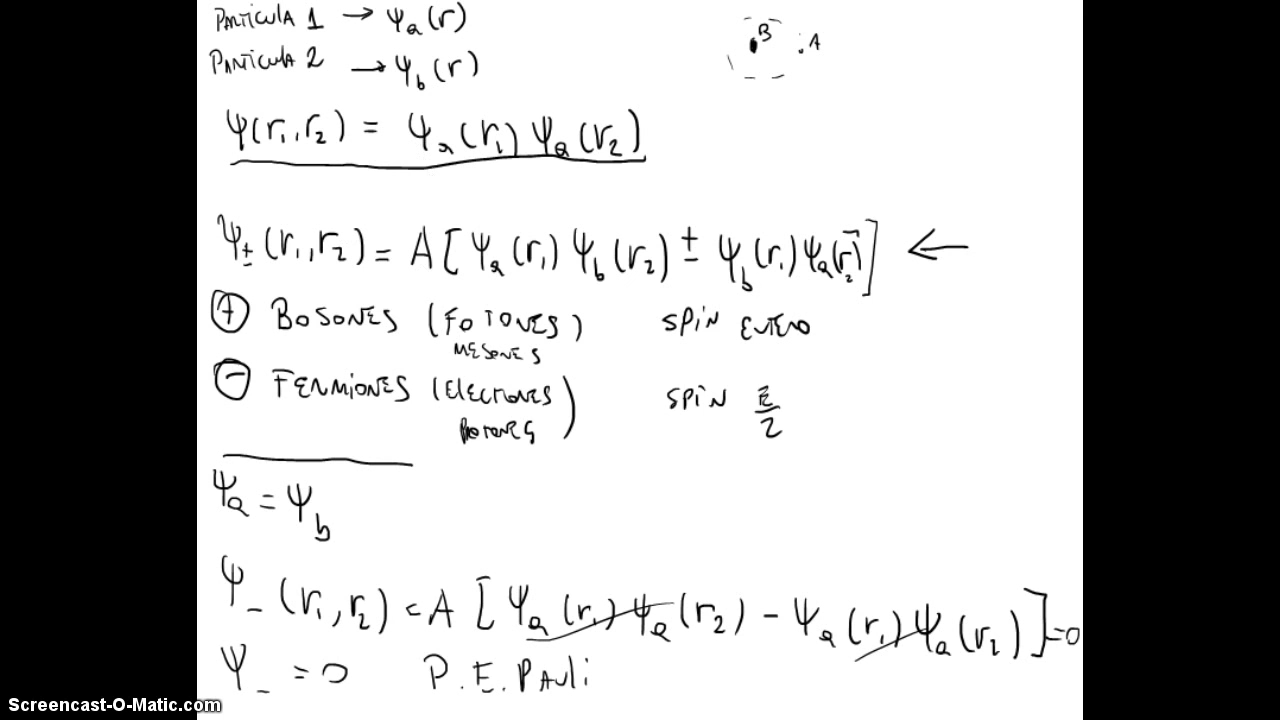 PARTICULA 1 → Ψa(r)
B
A
PARTICULA 2 → Ψb(r)
Ψ(r₁,r₂) = Ψa(r₁) Ψa(r₂)
Ψ±(r₁,r₂) = A[Ψa(r₁) Ψb(r₂) ± Ψb(r₁) Ψa(r₂)] ←
+ BOSONES (FOTONES) SPIN ENTERO
MESONES
- FERMIONES (ELECTRONES SPIN E/2
PROTONES)
Ψa = Ψb
Ψ-(r₁,r₂) = A [Ψa(r₁) Ψa(r₂) - Ψa(r₁) Ψa(r₂)] = 0
Ψ- = 0 P.E. PAULI
Screencast-O-Matic.com